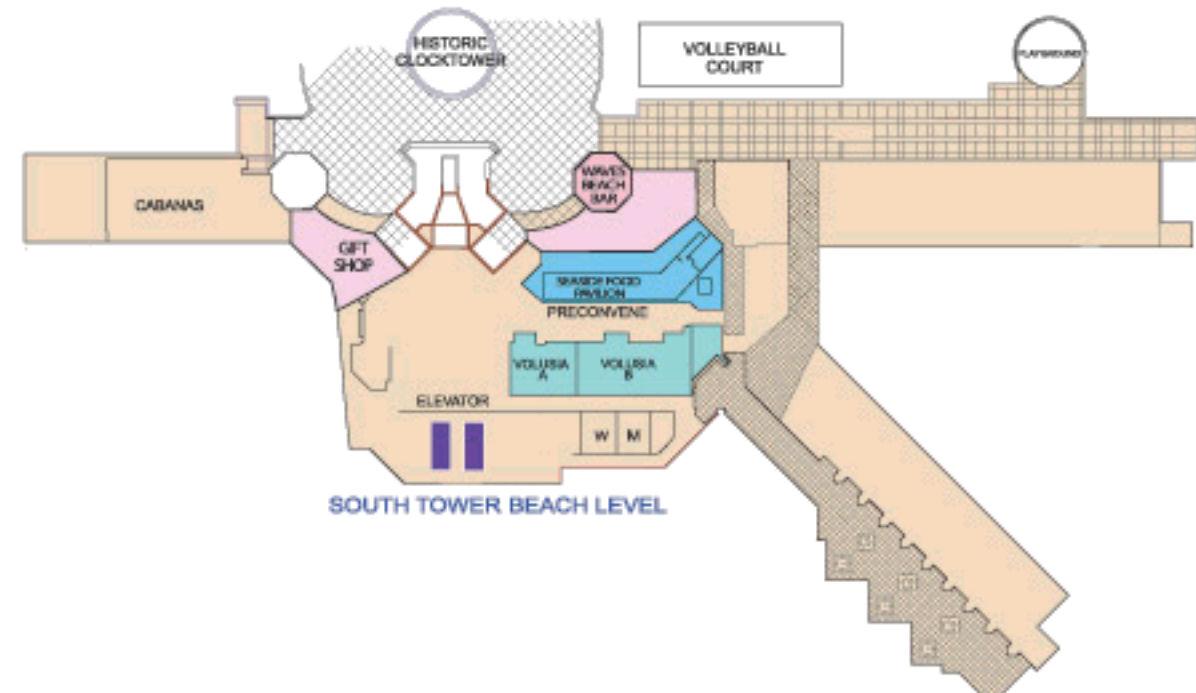 HISTORIC
CLOCKTOWER
VOLLEYBALL
COURT
PLAYGROUND
CABANAS
WAVES
BEACH
BAR
GIFT
SHOP
SEASIDE FOOD
PAVILION
PRECONVENE
VOLUSIA
A
VOLUSIA
B
ELEVATOR
W
M
SOUTH TOWER BEACH LEVEL